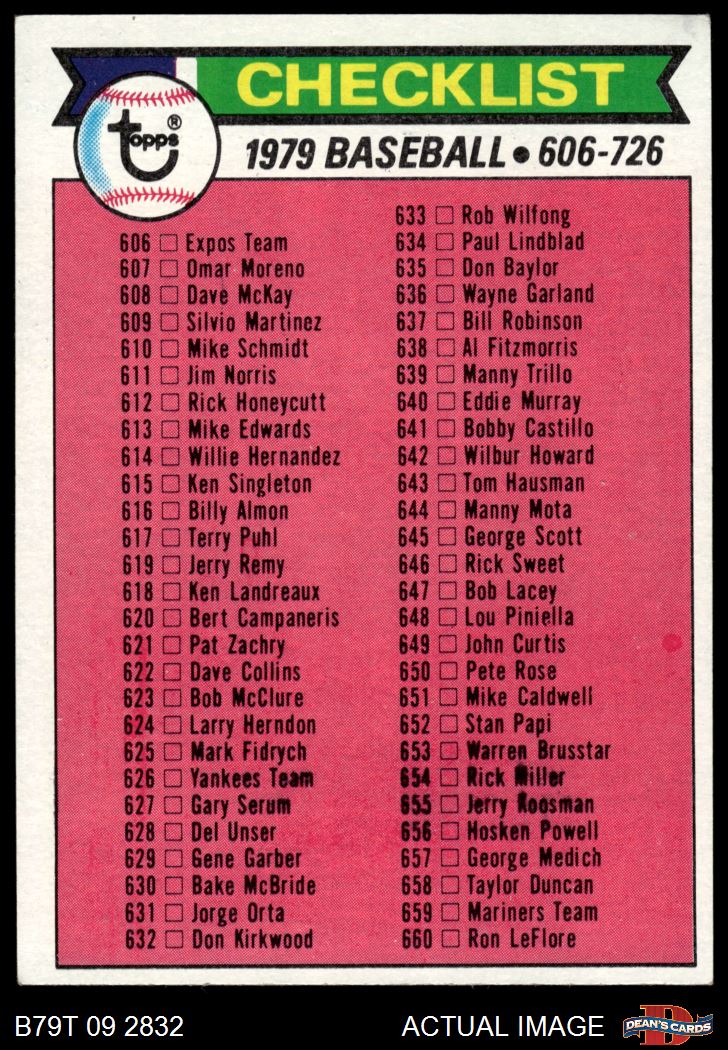 CHECKLIST
topps®
1979 BASEBALL • 606-726
606 □ Expos Team
607 □ Omar Moreno
608 □ Dave McKay
609 □ Silvio Martinez
610 □ Mike Schmidt
611 □ Jim Norris
612 □ Rick Honeycutt
613 □ Mike Edwards
614 □ Willie Hernandez
615 □ Ken Singleton
616 □ Billy Almon
617 □ Terry Puhl
619 □ Jerry Remy
618 □ Ken Landreaux
620 □ Bert Campaneris
621 □ Pat Zachry
622 □ Dave Collins
623 □ Bob McClure
624 □ Larry Herndon
625 □ Mark Fidrych
626 □ Yankees Team
627 □ Gary Serum
628 □ Del Unser
629 □ Gene Garber
630 □ Bake McBride
631 □ Jorge Orta
632 □ Don Kirkwood
633 □ Rob Wilfong
634 □ Paul Lindblad
635 □ Don Baylor
636 □ Wayne Garland
637 □ Bill Robinson
638 □ Al Fitzmorris
639 □ Manny Trillo
640 □ Eddie Murray
641 □ Bobby Castillo
642 □ Wilbur Howard
643 □ Tom Hausman
644 □ Manny Mota
645 □ George Scott
646 □ Rick Sweet
647 □ Bob Lacey
648 □ Lou Piniella
649 □ John Curtis
650 □ Pete Rose
651 □ Mike Caldwell
652 □ Stan Papi
653 □ Warren Brusstar
654 □ Rick Miller
655 □ Jerry Koosman
656 □ Hosken Powell
657 □ George Medich
658 □ Taylor Duncan
659 □ Mariners Team
660 □ Ron LeFlore
B79T 09 2832
ACTUAL IMAGE
D
DEAN'S CARDS